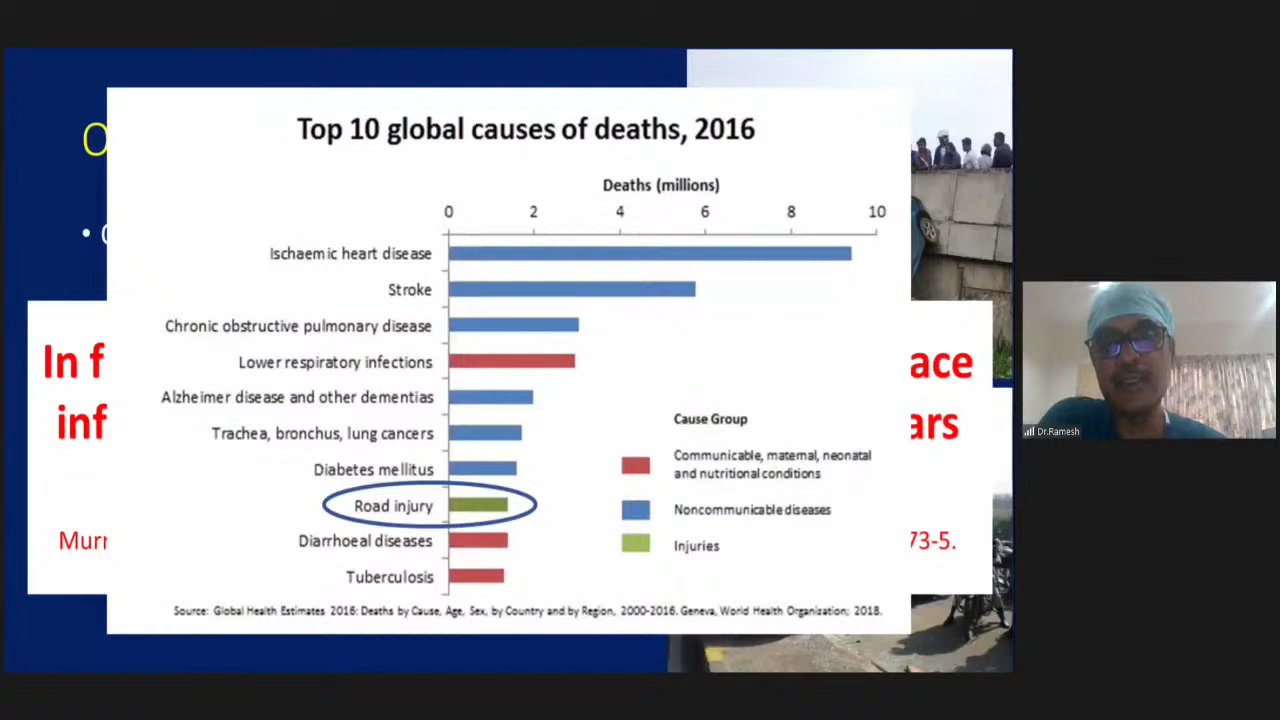 Top 10 global causes of deaths, 2016
Deaths (millions)
0 2 4 6 8 10
Ischaemic heart disease
Stroke
Chronic obstructive pulmonary disease
Lower respiratory infections
Alzheimer disease and other dementias
Trachea, bronchus, lung cancers
Diabetes mellitus
Road injury
Diarrhoeal diseases
Tuberculosis
Cause Group
Communicable, maternal, neonatal
and nutritional conditions
Noncommunicable diseases
Injuries
Source: Global Health Estimates 2016: Deaths by Cause, Age, Sex, by Country and by Region, 2000-2016. Geneva, World Health Organization; 2018.
O
In f
ace
inf
ars
Murr
73-5.
Dr.Ramesh